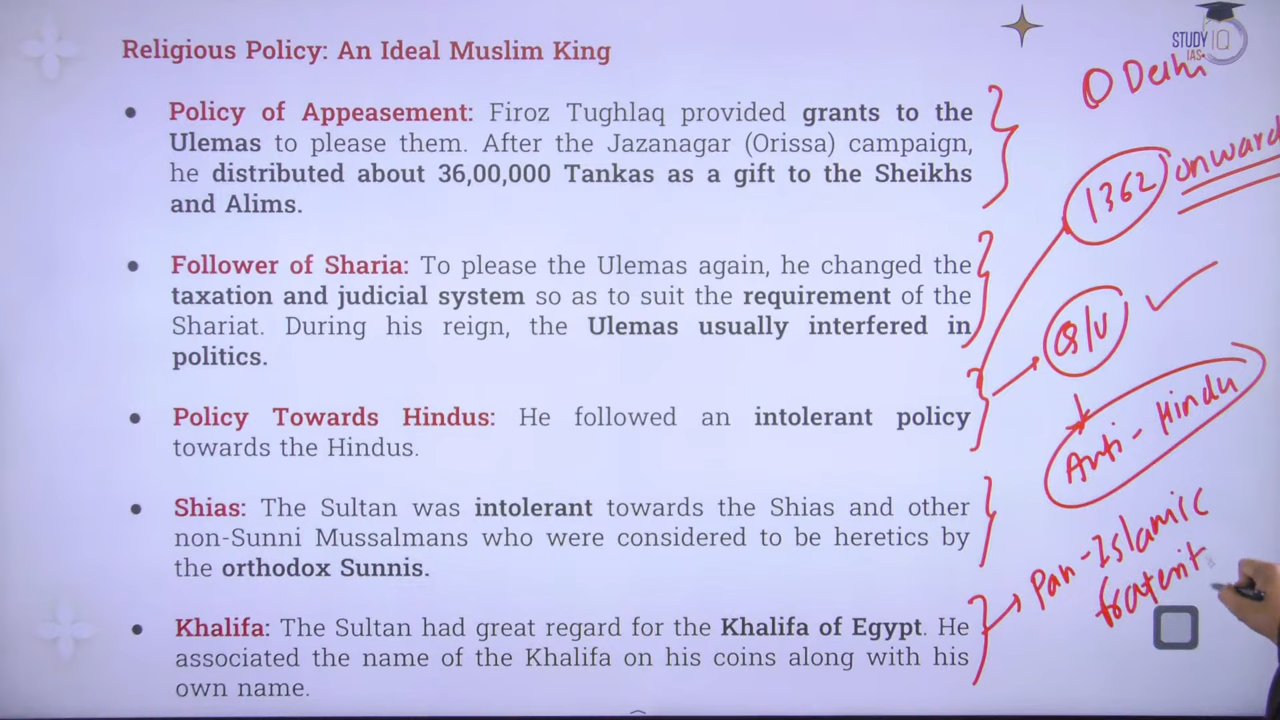 Religious Policy: An Ideal Muslim King
STUDY IQ
IAS
• Policy of Appeasement: Firoz Tughlaq provided grants to the
Ulemas to please them. After the Jazanagar (Orissa) campaign,
he distributed about 36,00,000 Tankas as a gift to the Sheikhs
and Alims.
• Follower of Sharia: To please the Ulemas again, he changed the
taxation and judicial system so as to suit the requirement of the
Shariat. During his reign, the Ulemas usually interfered in
politics.
• Policy Towards Hindus: He followed an intolerant policy
towards the Hindus.
• Shias: The Sultan was intolerant towards the Shias and other
non-Sunni Mussalmans who were considered to be heretics by
the orthodox Sunnis.
• Khalifa: The Sultan had great regard for the Khalifa of Egypt. He
associated the name of the Khalifa on his coins along with his
own name.
Delhi
1362 onward
Anti-Hindu
Pan-Islamic
fraternit